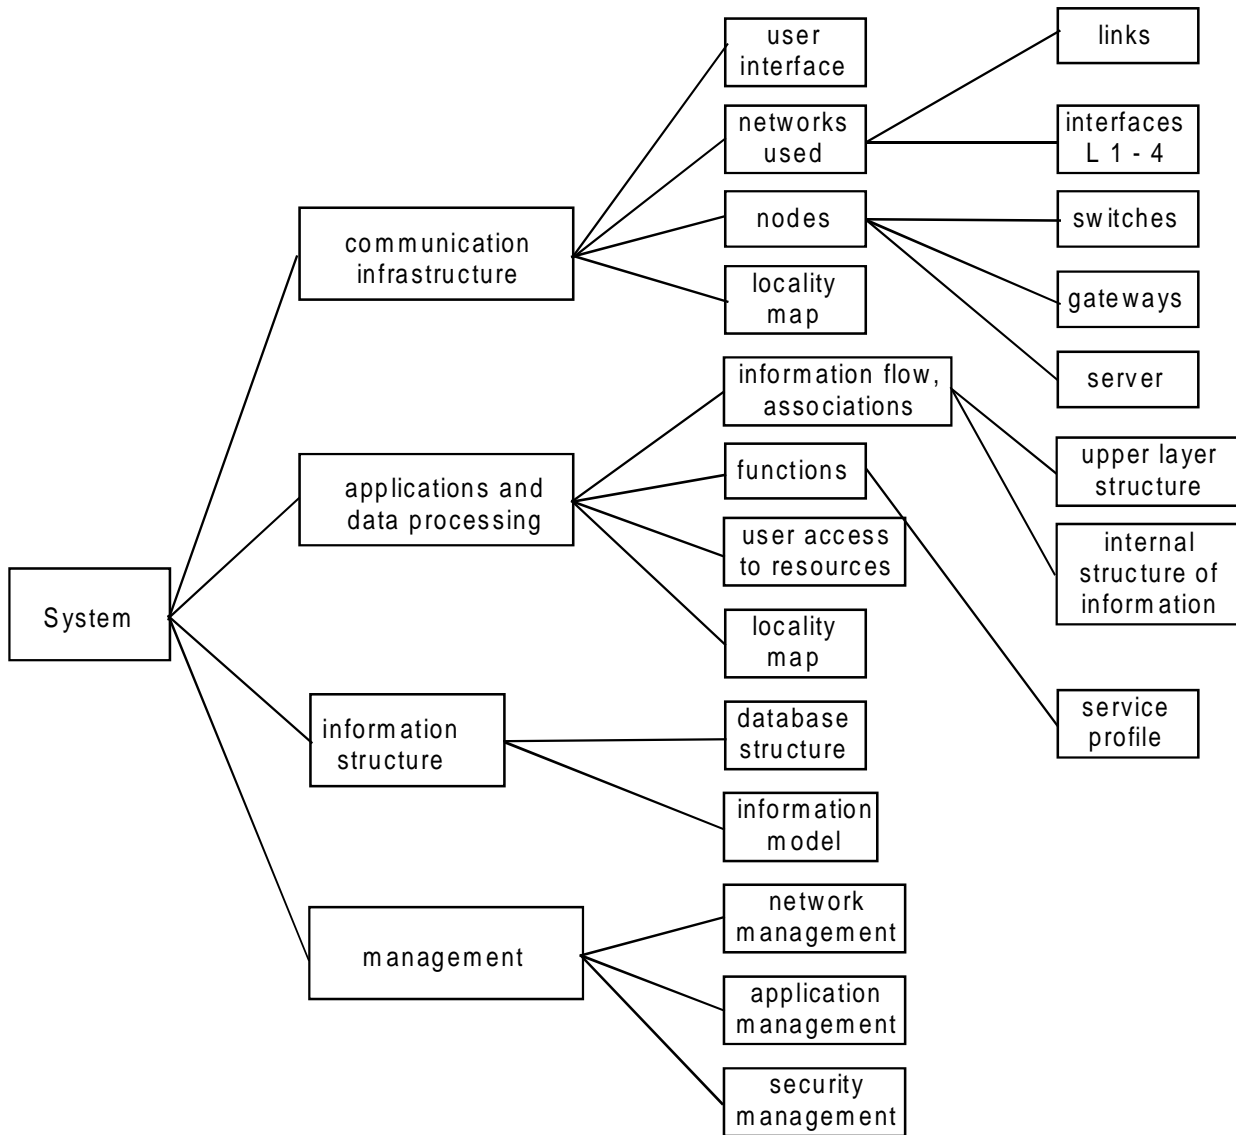 System
communication
infrastructure
applications and
data processing
information
structure
management
user
interface
networks
used
nodes
locality
map
information flow,
associations
functions
user access
to resources
locality
map
database
structure
information
model
network
management
application
management
security
management
links
interfaces
L 1 - 4
switches
gateways
server
upper layer
structure
internal
structure of
information
service
profile